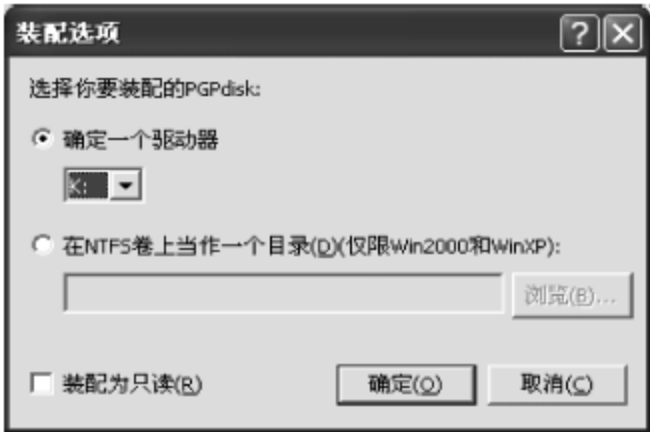 装配选项
选择你要装配的PGPdisk:
确定一个驱动器
K:
在NTFS卷上当作一个目录(D)(仅限Win2000和WinXP):
浏览(B)...
装配为只读(R)
确定(O)
取消(C)